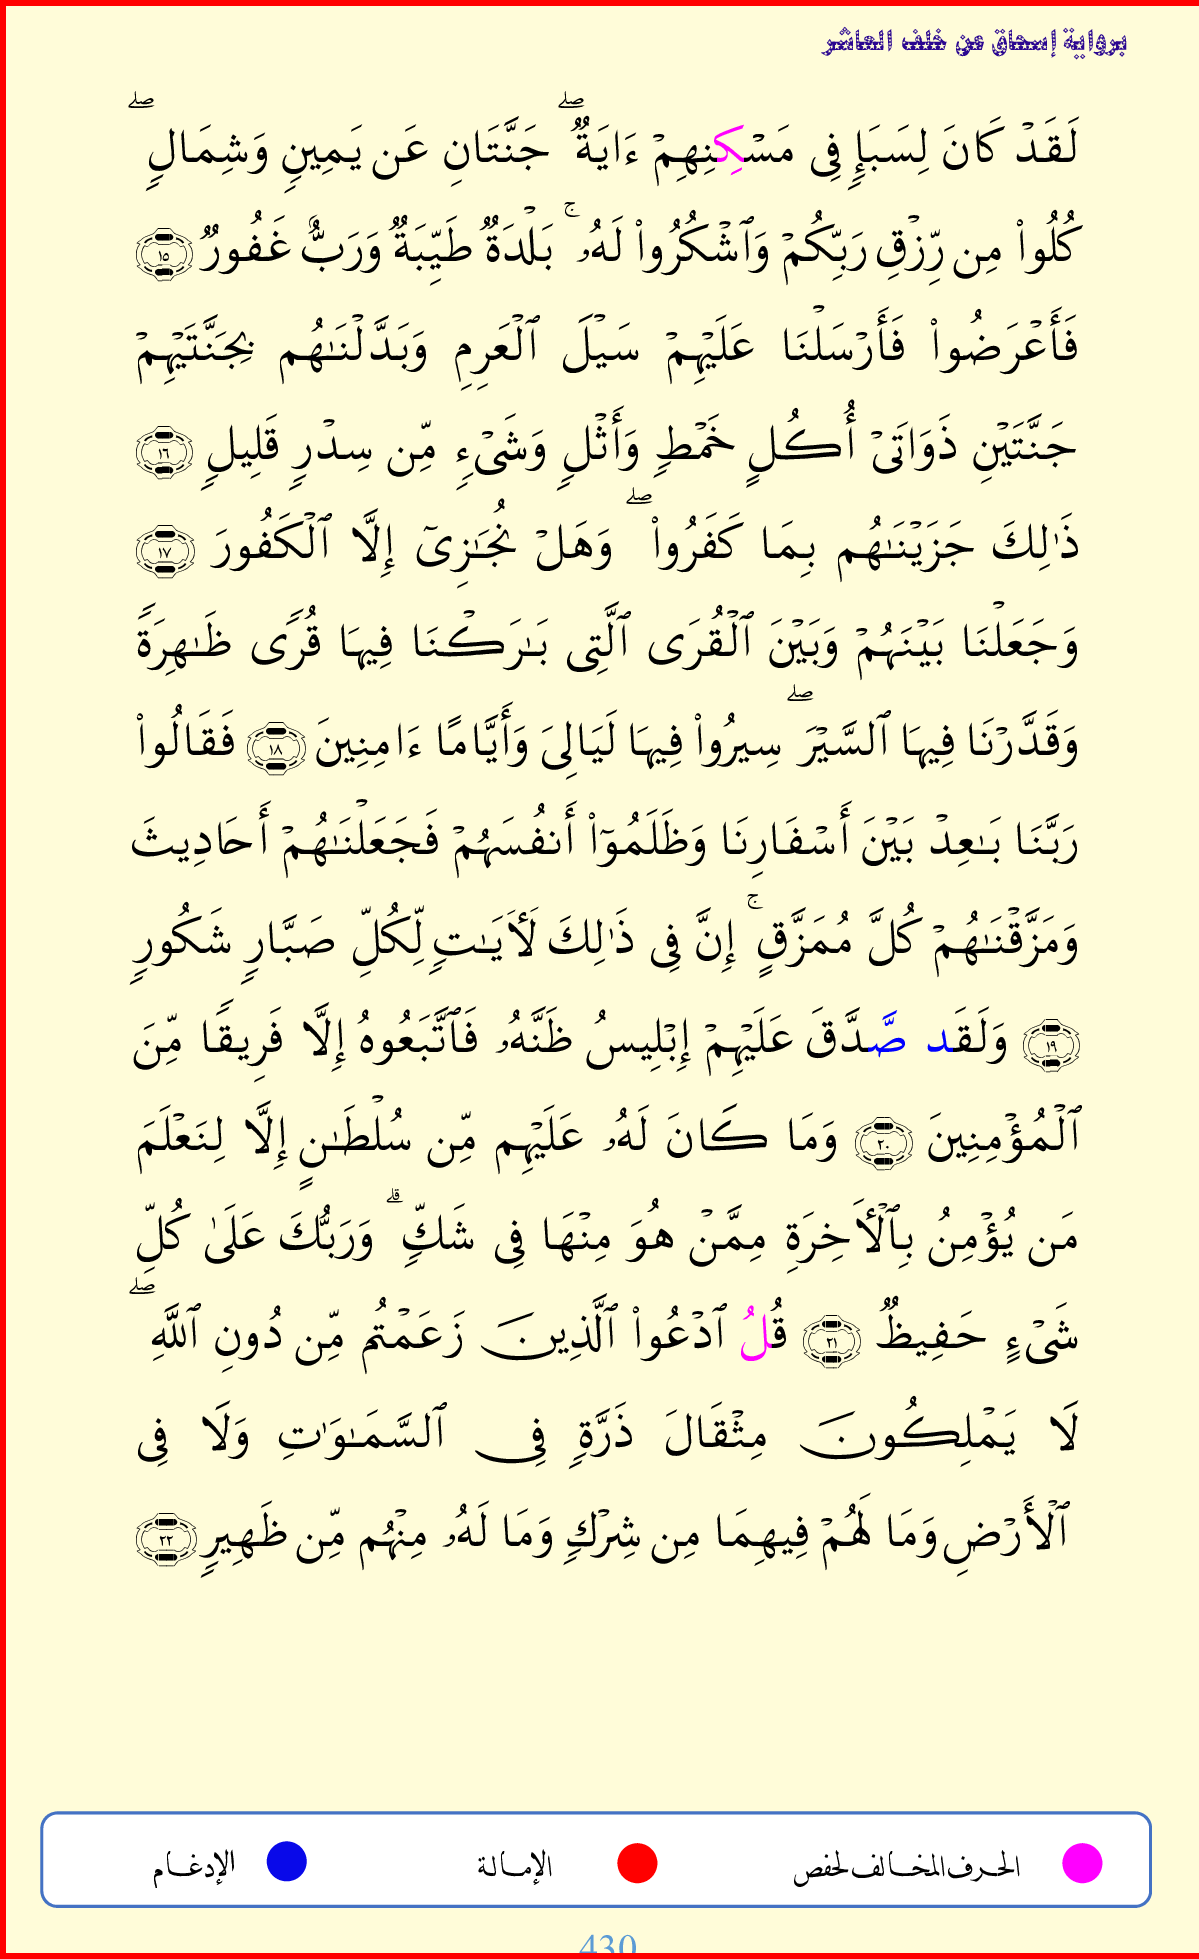 برواية إسحاق عن خلف العاشر
لَقَدۡ كَانَ لِسَبَإٖ فِي مَسۡكِنِهِمۡ ءَايَةٞۖ جَنَّتَانِ عَن يَمِينٖ وَشِمَالٖۖ
كُلُواْ مِن رِّزۡقِ رَبِّكُمۡ وَٱشۡكُرُواْ لَهُۥۚ بَلۡدَةٞ طَيِّبَةٞ وَرَبٌّ غَفُورٞ ١٥
فَأَعۡرَضُواْ فَأَرۡسَلۡنَا عَلَيۡهِمۡ سَيۡلَ ٱلۡعَرِمِ وَبَدَّلۡنَٰهُم بِجَنَّتَيۡهِمۡ
جَنَّتَيۡنِ ذَوَاتَيۡ أُكُلٍ خَمۡطٖ وَأَثۡلٖ وَشَيۡءٖ مِّن سِدۡرٖ قَلِيلٖ ١٦
ذَٰلِكَ جَزَيۡنَٰهُم بِمَا كَفَرُواْۖ وَهَلۡ نُجَٰزِيٓ إِلَّا ٱلۡكَفُورَ ١٧
وَجَعَلۡنَا بَيۡنَهُمۡ وَبَيۡنَ ٱلۡقُرَى ٱلَّتِي بَٰرَكۡنَا فِيهَا قُرٗى ظَٰهِرَةٗ
وَقَدَّرۡنَا فِيهَا ٱلسَّيۡرَۖ سِيرُواْ فِيهَا لَيَالِيَ وَأَيَّامًا ءَامِنِينَ ١٨ فَقَالُواْ
رَبَّنَا بَٰعِدۡ بَيۡنَ أَسۡفَارِنَا وَظَلَمُوٓاْ أَنفُسَهُمۡ فَجَعَلۡنَٰهُمۡ أَحَادِيثَ
وَمَزَّقۡنَٰهُمۡ كُلَّ مُمَزَّقٍۚ إِنَّ فِي ذَٰلِكَ لَأٓيَٰتٖ لِّكُلِّ صَبَّارٖ شَكُورٖ
١٩ وَلَقَد صَّدَّقَ عَلَيۡهِمۡ إِبۡلِيسُ ظَنَّهُۥ فَٱتَّبَعُوهُ إِلَّا فَرِيقٗا مِّنَ
ٱلۡمُؤۡمِنِينَ ٢٠ وَمَا كَانَ لَهُۥ عَلَيۡهِم مِّن سُلۡطَٰنٍ إِلَّا لِنَعۡلَمَ
مَن يُؤۡمِنُ بِٱلۡأٓخِرَةِ مِمَّنۡ هُوَ مِنۡهَا فِي شَكّٖۗ وَرَبُّكَ عَلَىٰ كُلِّ
شَيۡءٍ حَفِيظٞ ٢١ قُلُ ٱدۡعُواْ ٱلَّذِينَ زَعَمۡتُم مِّن دُونِ ٱللَّهِۖ
لَا يَمۡلِكُونَ مِثۡقَالَ ذَرَّةٖ فِي ٱلسَّمَٰوَٰتِ وَلَا فِي
ٱلۡأَرۡضِ وَمَا لَهُمۡ فِيهِمَا مِن شِرۡكٖ وَمَا لَهُۥ مِنۡهُم مِّن ظَهِيرٖ ٢٢
الحرف المخالف لحفص الإمالة الإدغام
430